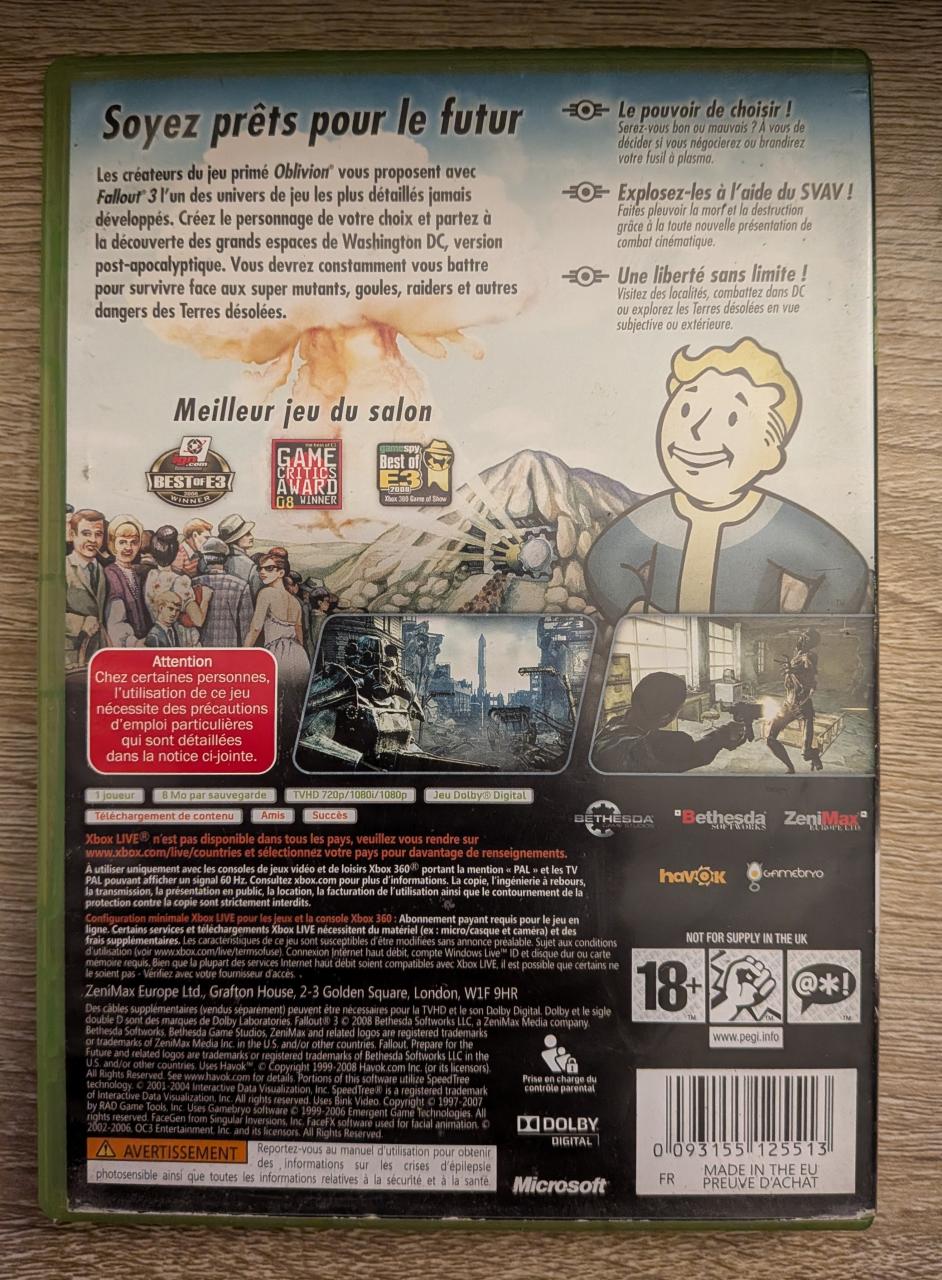 Soyez prêts pour le futur
Les créateurs du jeu primé Oblivion® vous proposent avec
Fallout® 3 l'un des univers de jeu les plus détaillés jamais
développés. Créez le personnage de votre choix et partez à
la découverte des grands espaces de Washington DC, version
post-apocalyptique. Vous devrez constamment vous battre
pour survivre face aux super mutants, goules, raiders et autres
dangers des Terres désolées.
Le pouvoir de choisir !
Serez-vous bon ou mauvais ? À vous de
décider si vous négocierez ou brandirez
votre fusil à plasma.
Explosez-les à l'aide du SVAV !
Faites pleuvoir la mort et la destruction
grâce à la toute nouvelle présentation de
combat cinématique.
Une liberté sans limite !
Visitez des localités, combattez dans DC
ou explorez les Terres désolées en vue
subjective ou extérieure.
Meilleur jeu du salon
ign.com
BEST OF E3
2008
WINNER
the best of E3
GAME
CRITICS
AWARD
08 WINNER
gamespy
Best of
E3
2008
Xbox 360 Game of Show
Attention
Chez certaines personnes,
l'utilisation de ce jeu
nécessite des précautions
d'emploi particulières
qui sont détaillées
dans la notice ci-jointe.
1 joueur
8 Mo par sauvegarde
TVHD 720p/1080i/1080p
Jeu Dolby® Digital
Téléchargement de contenu
Amis
Succès
Xbox LIVE® n'est pas disponible dans tous les pays, veuillez vous rendre sur
www.xbox.com/live/countries et sélectionnez votre pays pour davantage de renseignements.
À utiliser uniquement avec les consoles de jeux vidéo et de loisirs Xbox 360® portant la mention « PAL » et les TV
PAL pouvant afficher un signal 60 Hz. Consultez xbox.com pour plus d'informations. La copie, l'ingénierie à rebours,
la transmission, la présentation en public, la location, la facturation de l'utilisation ainsi que le contournement de la
protection contre la copie sont strictement interdits.
Configuration minimale Xbox LIVE pour les jeux et la console Xbox 360 : Abonnement payant requis pour le jeu en
ligne. Certains services et téléchargements Xbox LIVE nécessitent du matériel (ex : micro/casque et caméra) et des
frais supplémentaires. Les caractéristiques de ce jeu sont susceptibles d'être modifiées sans annonce préalable. Sujet aux conditions
d'utilisation (voir www.xbox.com/live/termsofuse). Connexion Internet haut débit, compte Windows Live™ ID et disque dur ou carte
mémoire requis. Bien que la plupart des services Internet haut débit soient compatibles avec Xbox LIVE, il est possible que certains ne
le soient pas - Vérifiez avec votre fournisseur d'accès.
ZeniMax Europe Ltd., Grafton House, 2-3 Golden Square, London, W1F 9HR
Des câbles supplémentaires (vendus séparément) peuvent être nécessaires pour la TVHD et le son Dolby Digital. Dolby et le sigle
double D sont des marques de Dolby Laboratories. Fallout® 3 © 2008 Bethesda Softworks LLC, a ZeniMax Media company.
Bethesda Softworks, Bethesda Game Studios, ZeniMax and related logos are registered trademarks
or trademarks of ZeniMax Media Inc. in the U.S. and/or other countries. Fallout. Prepare for the
Future and related logos are trademarks or registered trademarks of Bethesda Softworks LLC in the
U.S. and/or other countries. Uses Havok™. © Copyright 1999-2008 Havok.com Inc. (or its licensors).
All Rights Reserved. See www.havok.com for details. Portions of this software utilize SpeedTree
technology. © 2001-2004 Interactive Data Visualization, Inc. SpeedTree® is a registered trademark
of Interactive Data Visualization, Inc. All rights reserved. Uses Bink Video. Copyright © 1997-2007
by RAD Game Tools, Inc. Uses Gamebryo software © 1999-2006 Emergent Game Technologies. All
rights reserved. FaceGen from Singular Inversions, Inc. FaceFX software used for facial animation. ©
2002-2006, OC3 Entertainment, Inc. and its licensors. All Rights Reserved.
AVERTISSEMENT
Reportez-vous au manuel d'utilisation pour obtenir
des informations sur les crises d'épilepsie
photosensible ainsi que toutes les informations relatives à la sécurité et à la santé.
BETHESDA
GAME STUDIOS
Bethesda
SOFTWORKS
ZeniMax
EUROPE LTD.
havok
GAMEBRYO
NOT FOR SUPPLY IN THE UK
18+
@*!
www.pegi.info
Prise en charge du
contrôle parental
DOLBY
DIGITAL
Microsoft
0 093155 125513
FR
MADE IN THE EU
PREUVE D'ACHAT